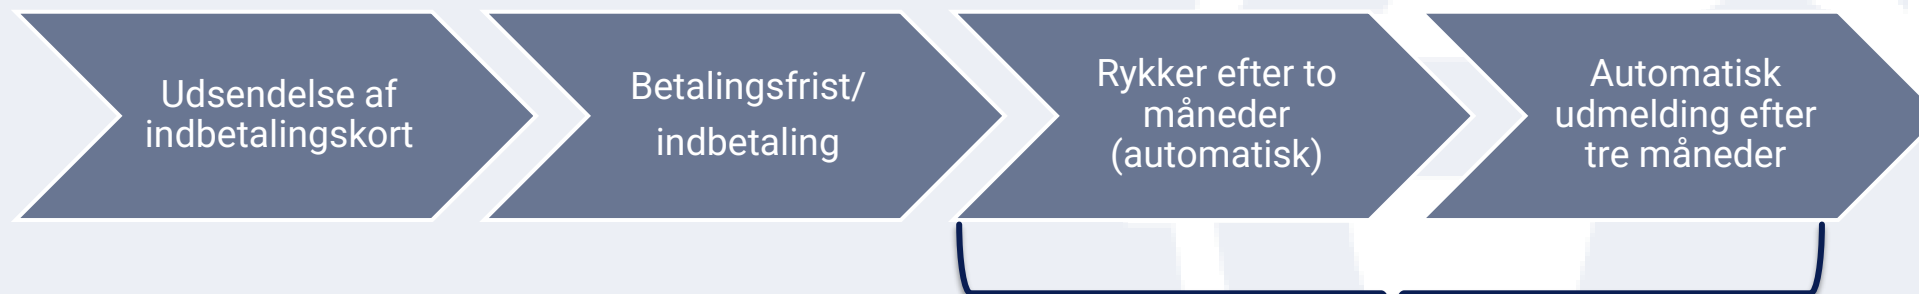 Udsendelse af
indbetalingskort
Betalingsfrist/
indbetaling
Rykker efter to
måneder
(automatisk)
Automatisk
udmelding efter
tre måneder